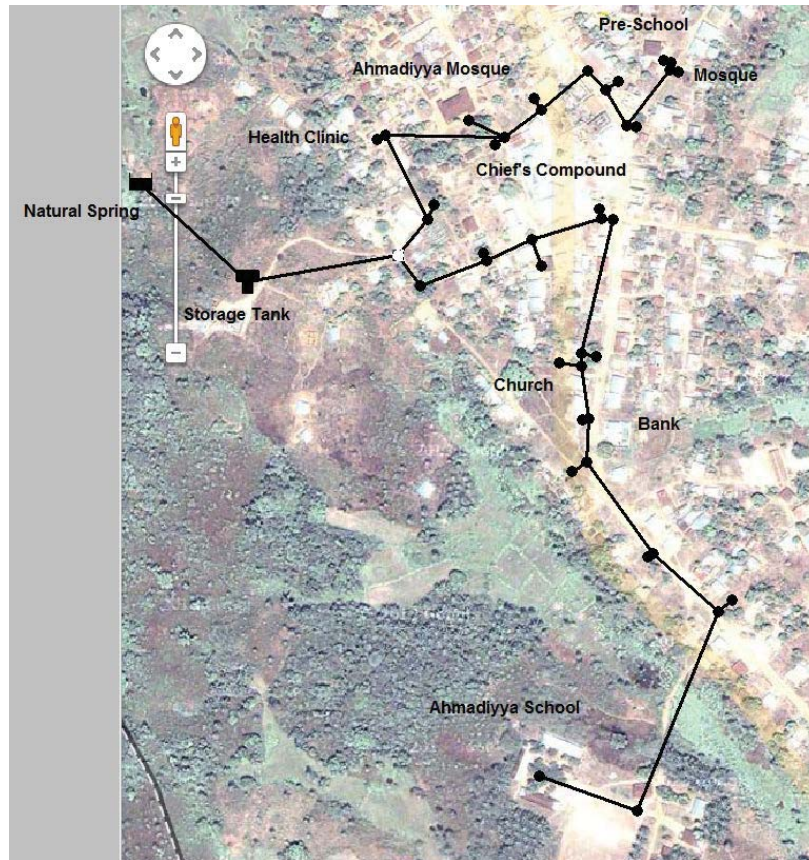 Pre-School
Ahmadiyya Mosque
Mosque
Health Clinic
Chief's Compound
Natural Spring
Storage Tank
Church
Bank
Ahmadiyya School